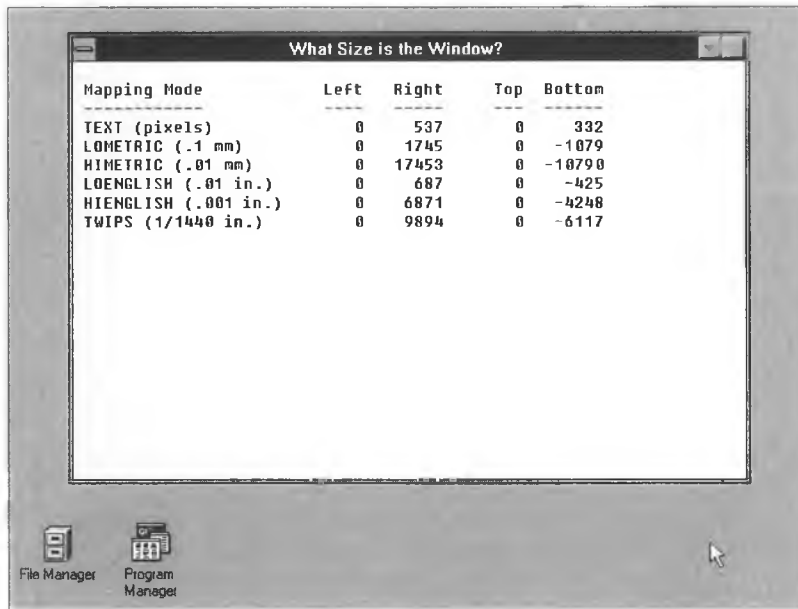 What Size is the Window?
Mapping Mode Left Right Top Bottom
------------ ---- ----- --- ------
TEXT (pixels) 0 537 0 332
LOMETRIC (.1 mm) 0 1745 0 -1079
HIMETRIC (.01 mm) 0 17453 0 -10790
LOENGLISH (.01 in.) 0 687 0 -425
HIENGLISH (.001 in.) 0 6871 0 -4248
TWIPS (1/1440 in.) 0 9894 0 -6117
File Manager
Program
Manager